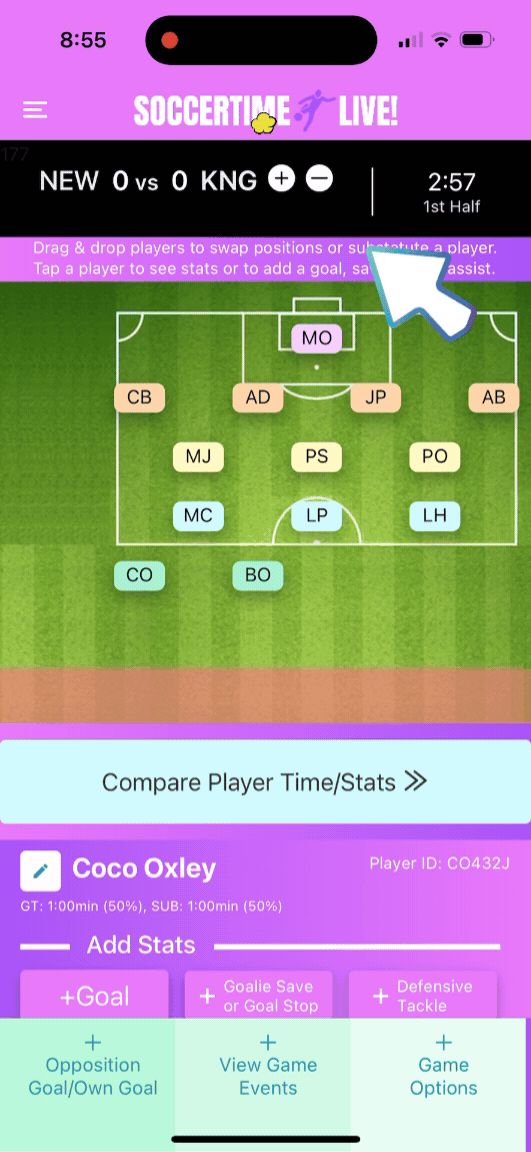 8:55
SOCCERTIME LIVE!
177
NEW 0 vs 0 KNG
2:57
1st Half
Drag & drop players to swap positions or substatute a player.
Tap a player to see stats or to add a goal, sa assist.
MO
CB AD JP AB
MJ PS PO
MC LP LH
CO BO
Compare Player Time/Stats >>
Coco Oxley
Player ID: CO432J
GT: 1:00min (50%), SUB: 1:00min (50%)
Add Stats
+Goal
+ Goalie Save
or Goal Stop
+ Defensive
Tackle
+
Opposition
Goal/Own Goal
+
View Game
Events
+
Game
Options